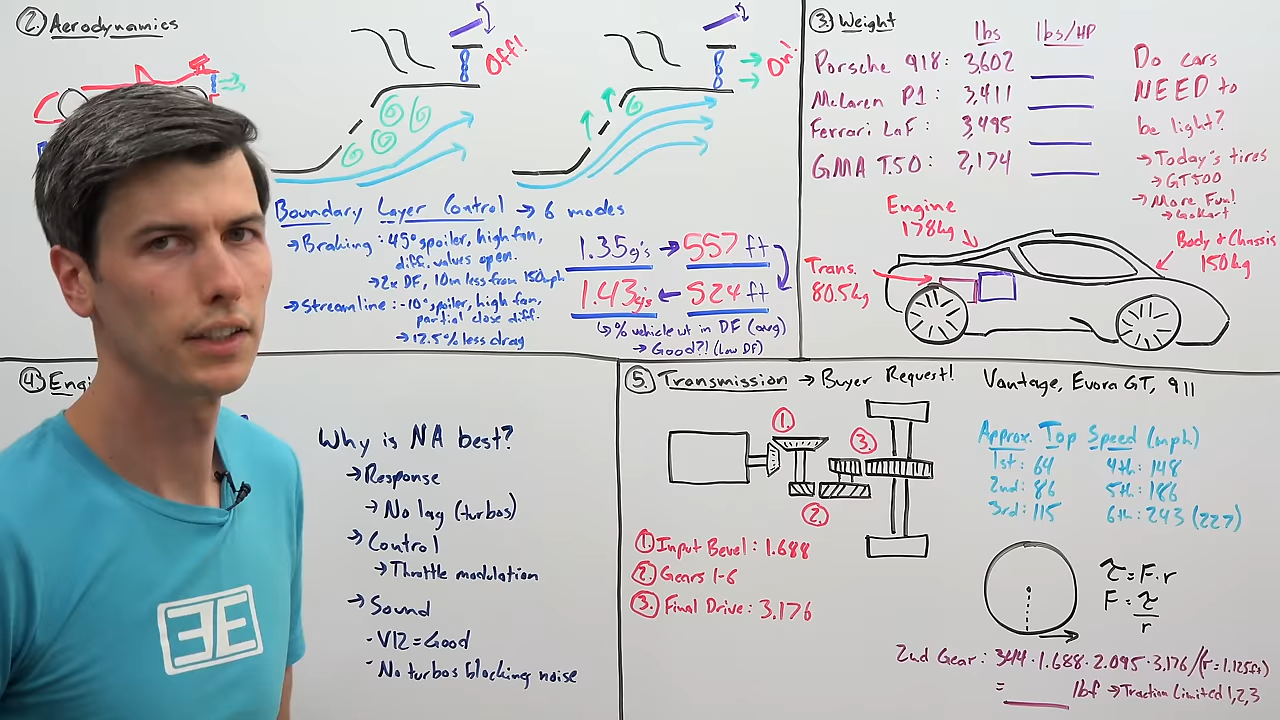 2. Aerodynamics
Off!
On!
Boundary Layer Control → 6 modes
→ Braking: 45° spoiler, high fan,
diff. values open.
→ 2x DF, 10m less from 150mph
→ Streamline: -10° spoiler, high fan,
partial close diff.
→ 12.5% less drag
1.35g's → 557 ft
1.43g's ← 524 ft
↳ % vehicle wt in DF (avg)
→ Good?! (Low DF)
3. Weight
lbs lbs/HP
Porsche 918: 3,602
McLaren P1: 3,411
Ferrari LaF: 3,495
GMA T.50: 2,174
Do cars
NEED to
be light?
→ Today's tires
→ GT500
→ More Fun!
→ Gokart
Engine
178kg
Trans.
80.5kg
Body & Chassis
150kg
4. Eng
Why is NA best?
→ Response
→ No lag (turbos)
→ Control
→ Throttle modulation
→ Sound
- V12 = Good
- No turbos blocking noise
5. Transmission → Buyer Request! Vantage, Evora GT, 911
1.
2.
3.
1. Input Bevel: 1.688
2. Gears 1-6
3. Final Drive: 3.176
Approx. Top Speed (mph)
1st: 64 4th: 148
2nd: 86 5th: 186
3rd: 115 6th: 243 (227)
τ = F·r
F = τ/r
2nd Gear: 344·1.688·2.095·3.176/(r=1.125ft)
= lbf → Traction Limited 1,2,3
ƎE